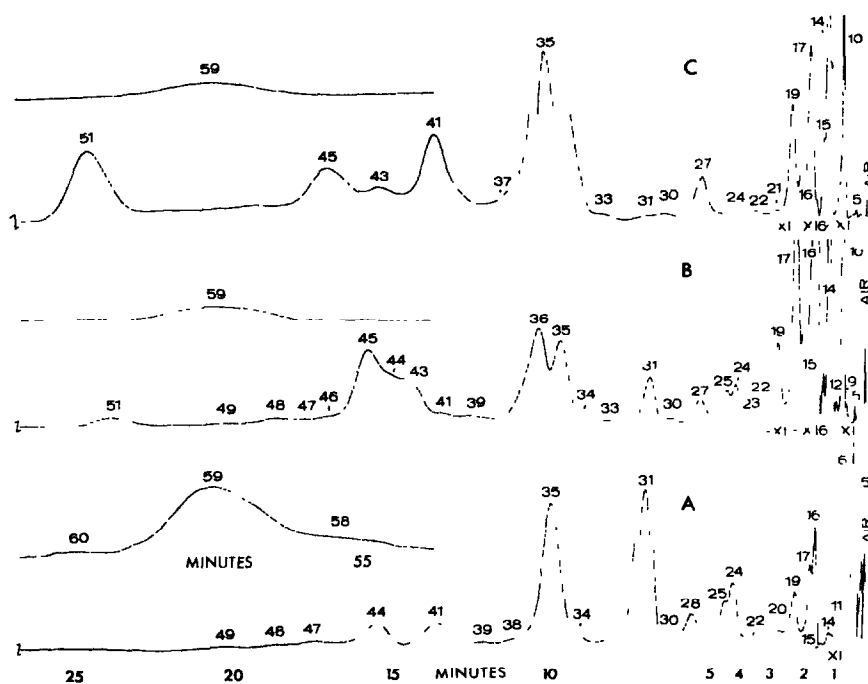 14 10
59 35 C 17
19
51 45 43 41 15
37 27 AIR
33 31 30 24 22 21 16 5
X1 X16 X
B 17 16 10
59 14 AIR
36 35 19
45 44 43 31 25 24 15
46 34 27 22 12 9
51 49 48 47 41 39 33 30 23 5
X1 X16 X
6
59 35 31 A 5
60 58 16 AIR
MINUTES 55 17
24
25 19
44 41 34 28 20 11
49 48 47 39 38 30 22 15 14
X1
25 20 15 MINUTES 10 5 4 3 2 1